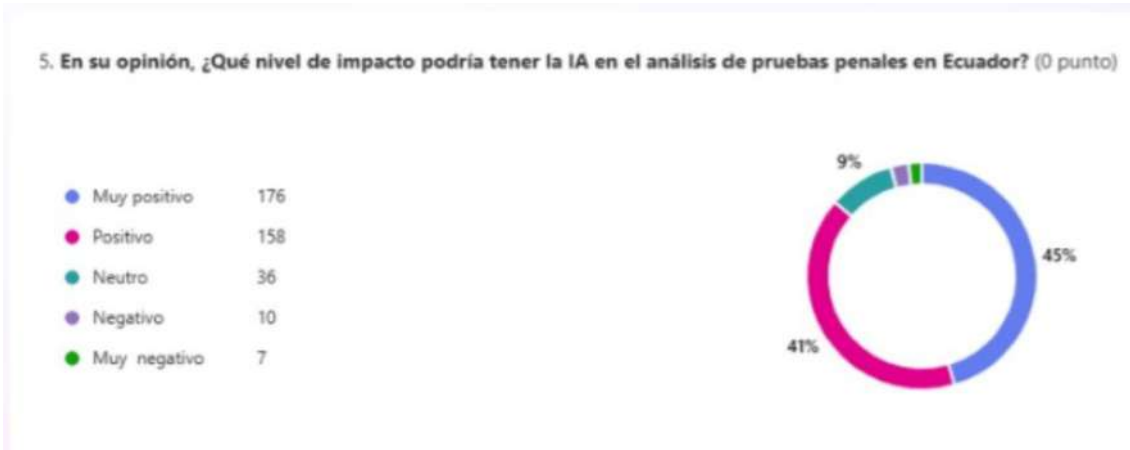 5. En su opinión, ¿Qué nivel de impacto podría tener la IA en el análisis de pruebas penales en Ecuador? (0 punto)
Muy positivo 176
Positivo 158
Neutro 36
Negativo 10
Muy negativo 7
9%
45%
41%